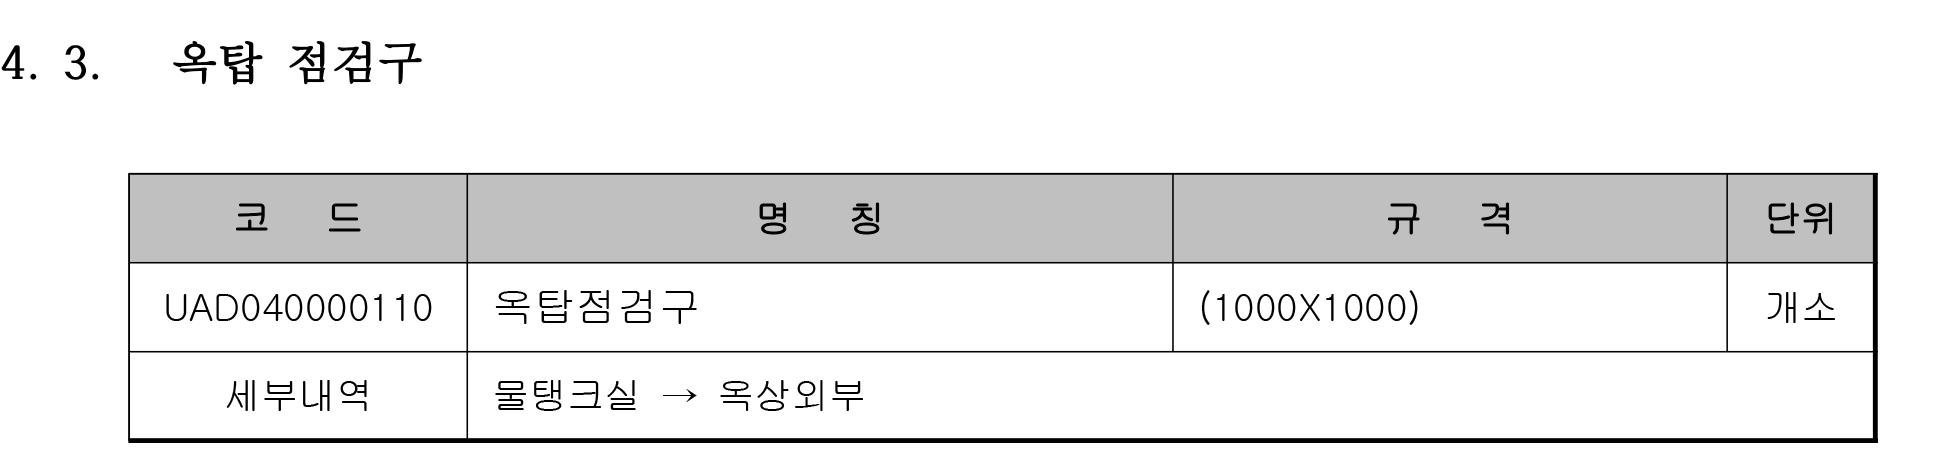 4. 3. 옥탑 점검구
코 드 명 칭 규 격 단위
UAD040000110 옥탑점검구 (1000X1000) 개소
세부내역 물탱크실 → 옥상외부